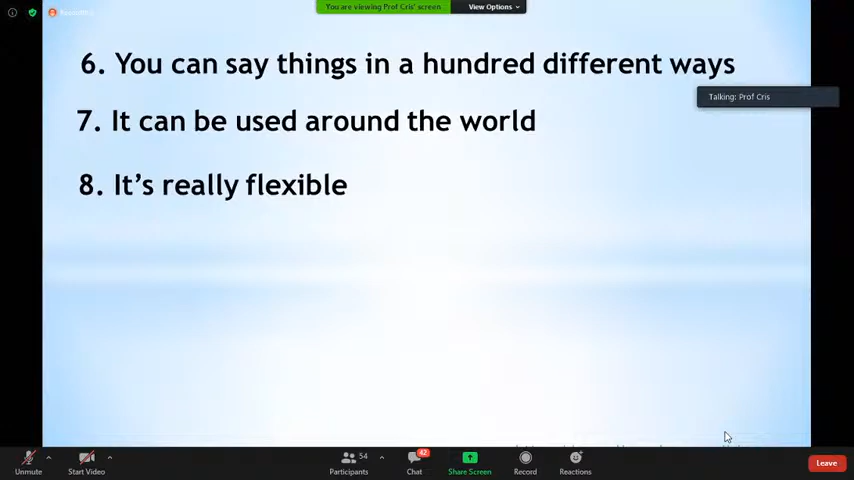 You are viewing Prof Cris' screen
View Options
6. You can say things in a hundred different ways
Talking: Prof Cris
7. It can be used around the world
8. It's really flexible
54
42
Unmute
Start Video
Participants
Chat
Share Screen
Record
Reactions
Leave